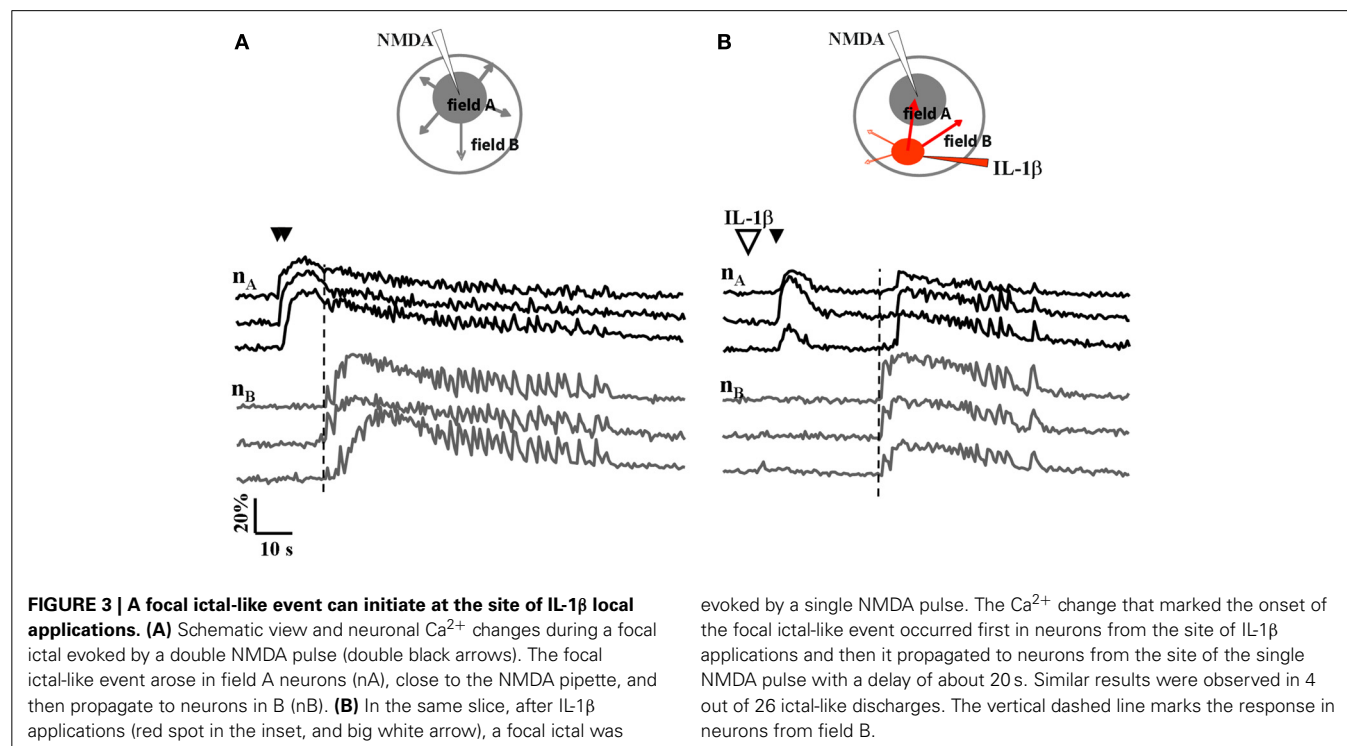 A
NMDA
field A
field B
B
NMDA
field A
field B
IL-1β
IL-1β
nA
nB
nA
nB
20%
10 s
FIGURE 3 | A focal ictal-like event can initiate at the site of IL-1β local
applications. (A) Schematic view and neuronal Ca2+ changes during a focal
ictal evoked by a double NMDA pulse (double black arrows). The focal
ictal-like event arose in field A neurons (nA), close to the NMDA pipette, and
then propagate to neurons in B (nB). (B) In the same slice, after IL-1β
applications (red spot in the inset, and big white arrow), a focal ictal was
evoked by a single NMDA pulse. The Ca2+ change that marked the onset of
the focal ictal-like event occurred first in neurons from the site of IL-1β
applications and then it propagated to neurons from the site of the single
NMDA pulse with a delay of about 20 s. Similar results were observed in 4
out of 26 ictal-like discharges. The vertical dashed line marks the response in
neurons from field B.